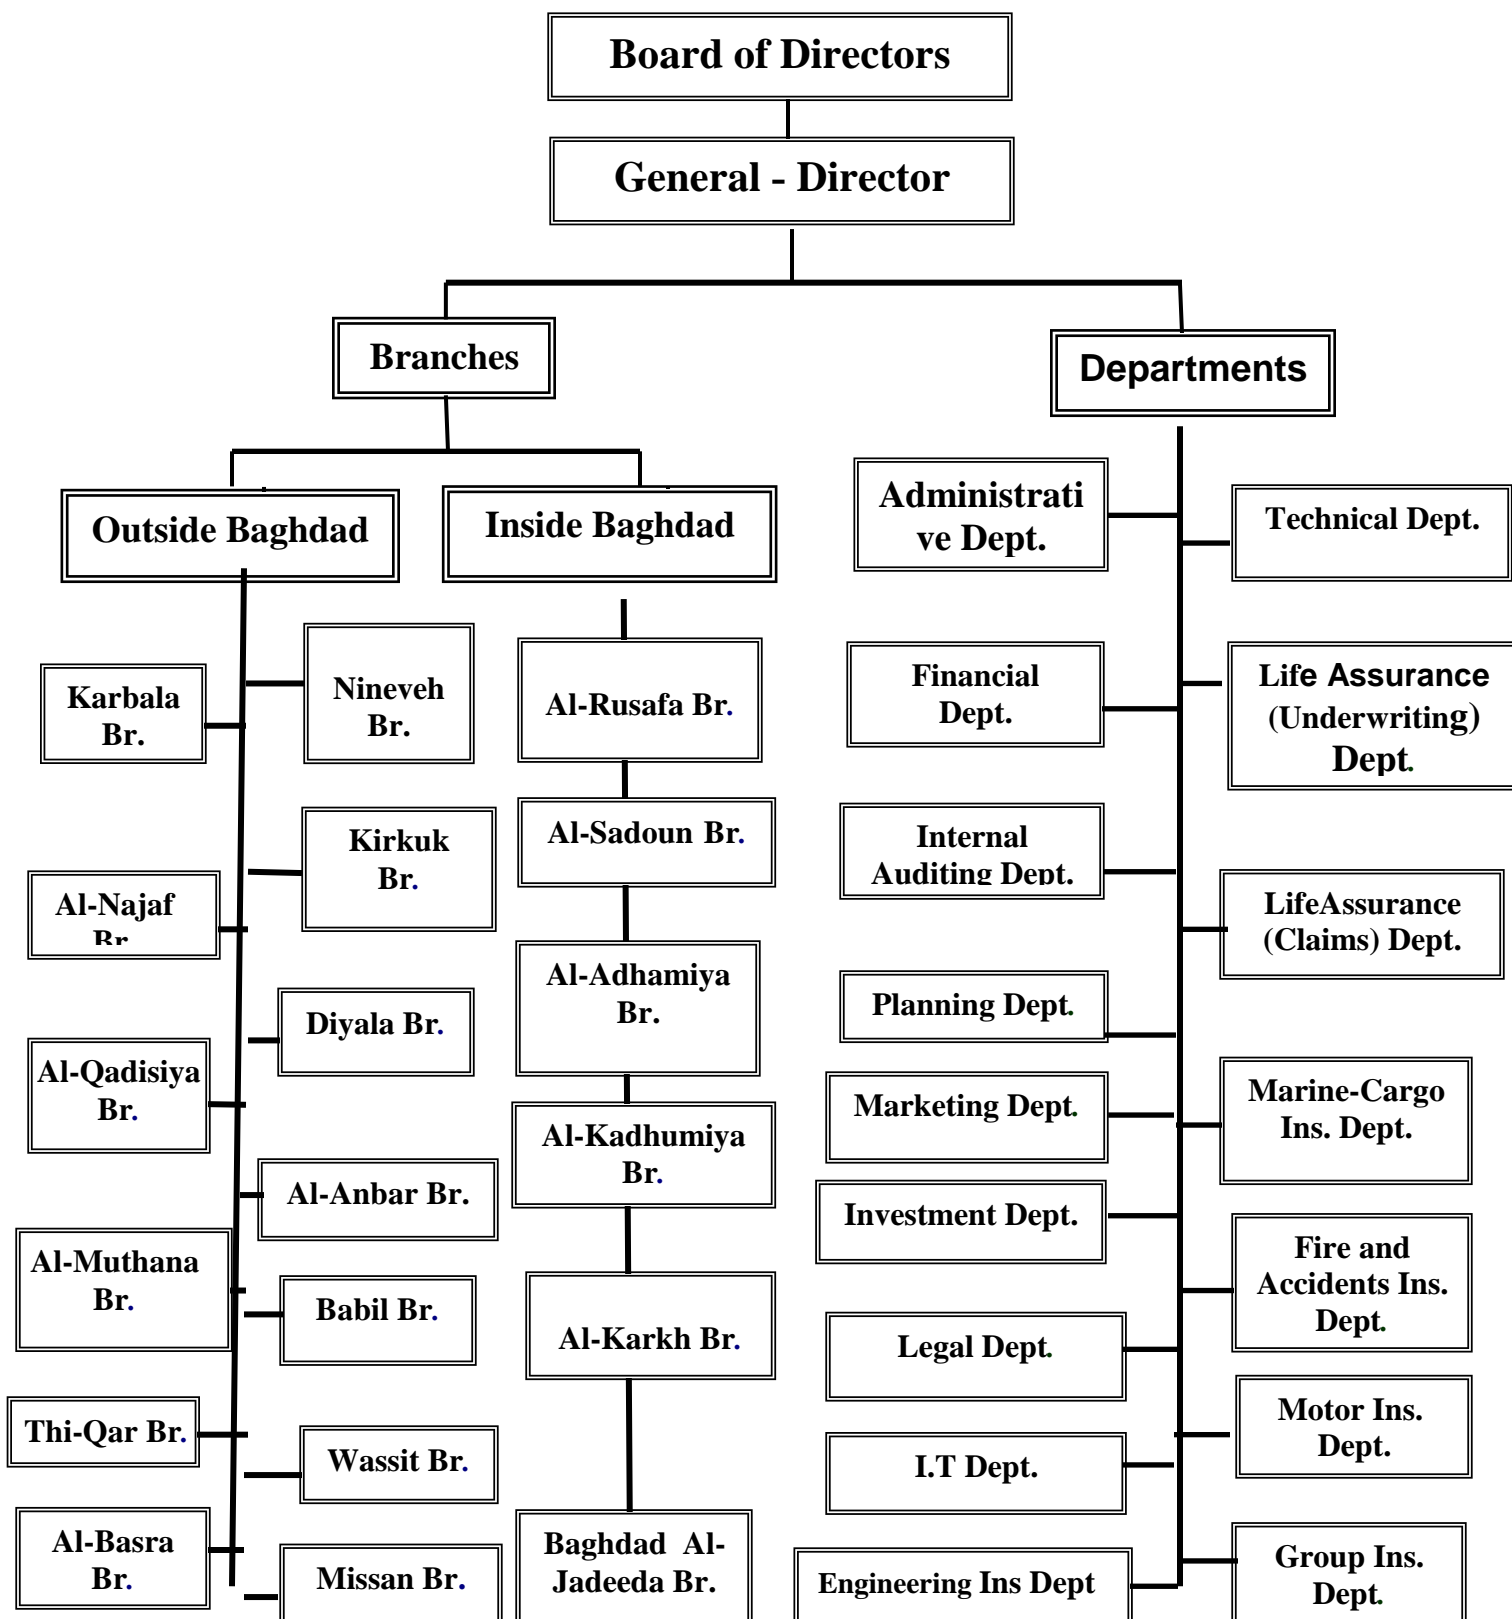 Board of Directors
General - Director
Branches
Departments
Outside Baghdad
Inside Baghdad
Karbala
Br.
Nineveh
Br.
Kirkuk
Br.
Al-Najaf
Br.
Diyala Br.
Al-Qadisiya
Br.
Al-Anbar Br.
Al-Muthana
Br.
Babil Br.
Thi-Qar Br.
Wassit Br.
Al-Basra
Br.
Missan Br.
Al-Rusafa Br.
Al-Sadoun Br.
Al-Adhamiya
Br.
Al-Kadhumiya
Br.
Al-Karkh Br.
Baghdad Al-
Jadeeda Br.
Administrati
ve Dept.
Financial
Dept.
Internal
Auditing Dept.
Planning Dept.
Marketing Dept.
Investment Dept.
Legal Dept.
I.T Dept.
Engineering Ins Dept
Technical Dept.
Life Assurance
(Underwriting)
Dept.
LifeAssurance
(Claims) Dept.
Marine-Cargo
Ins. Dept.
Fire and
Accidents Ins.
Dept.
Motor Ins.
Dept.
Group Ins.
Dept.